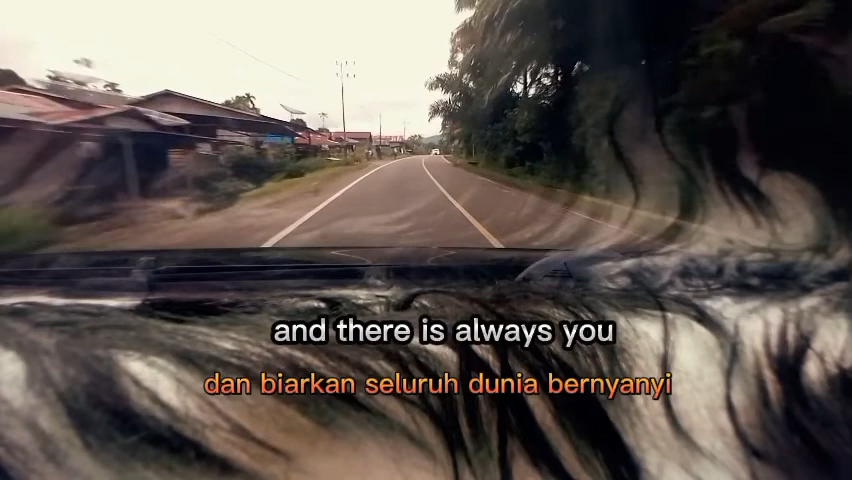 and there is always you
dan biarkan seluruh dunia bernyanyi